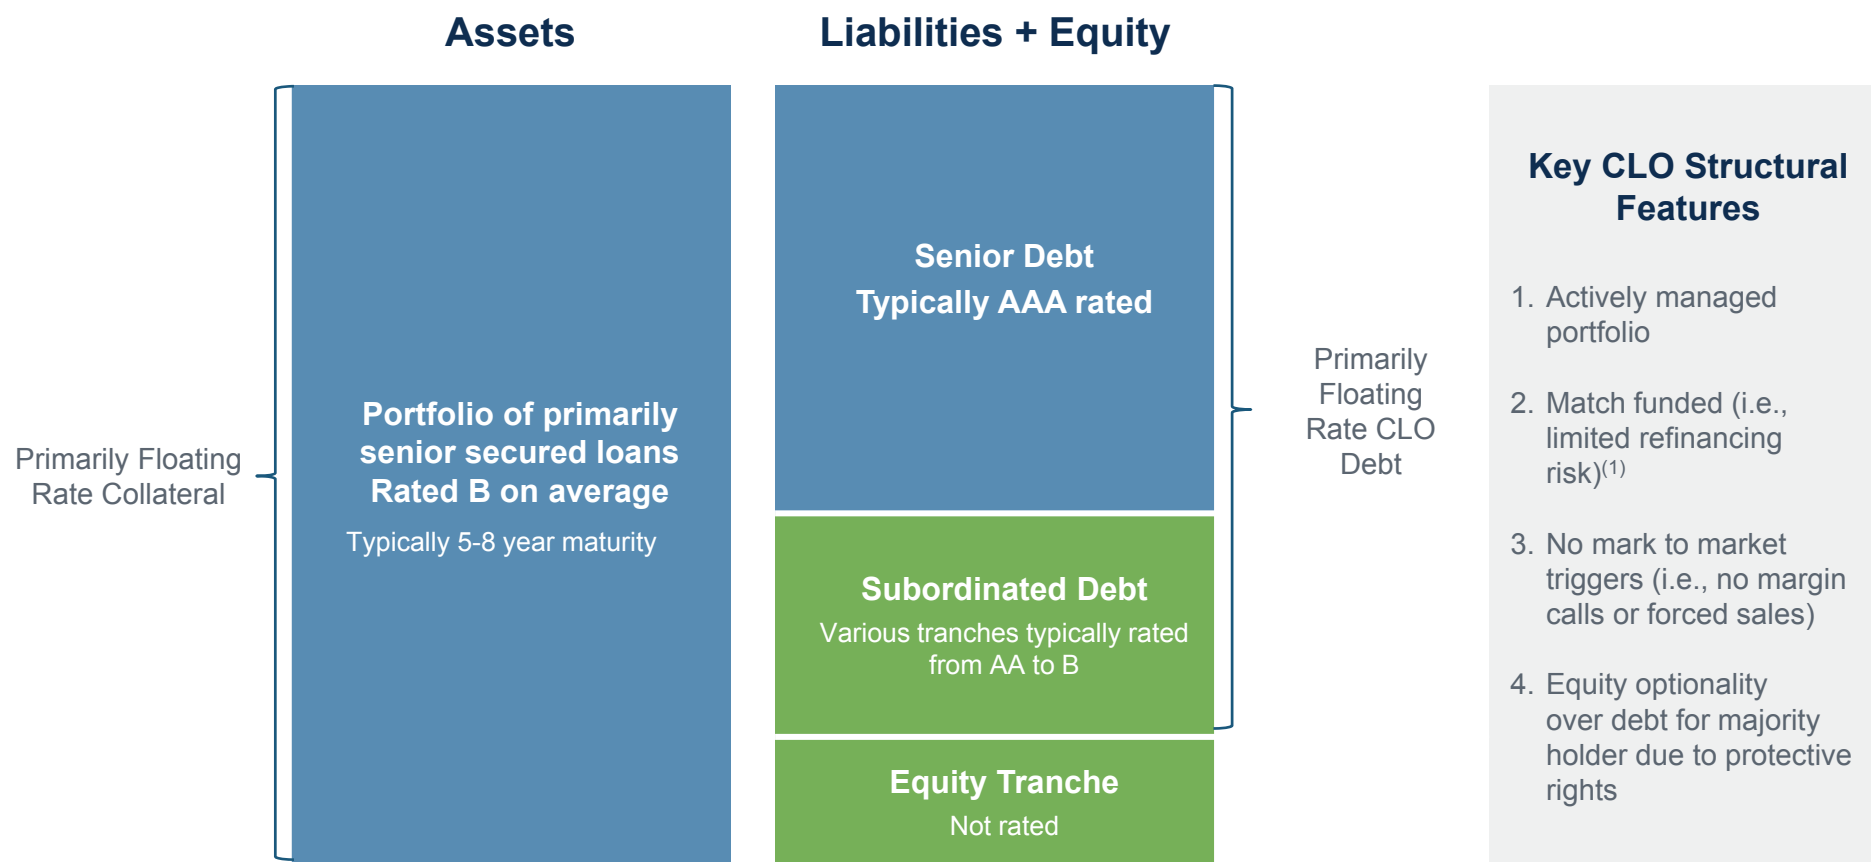 Assets
Liabilities + Equity
Primarily Floating
Rate Collateral
Portfolio of primarily
senior secured loans
Rated B on average
Typically 5-8 year maturity
Senior Debt
Typically AAA rated
Subordinated Debt
Various tranches typically rated
from AA to B
Equity Tranche
Not rated
Primarily
Floating
Rate CLO
Debt
Key CLO Structural
Features
1. Actively managed
portfolio
2. Match funded (i.e.,
limited refinancing
risk)(1)
3. No mark to market
triggers (i.e., no margin
calls or forced sales)
4. Equity optionality
over debt for majority
holder due to protective
rights